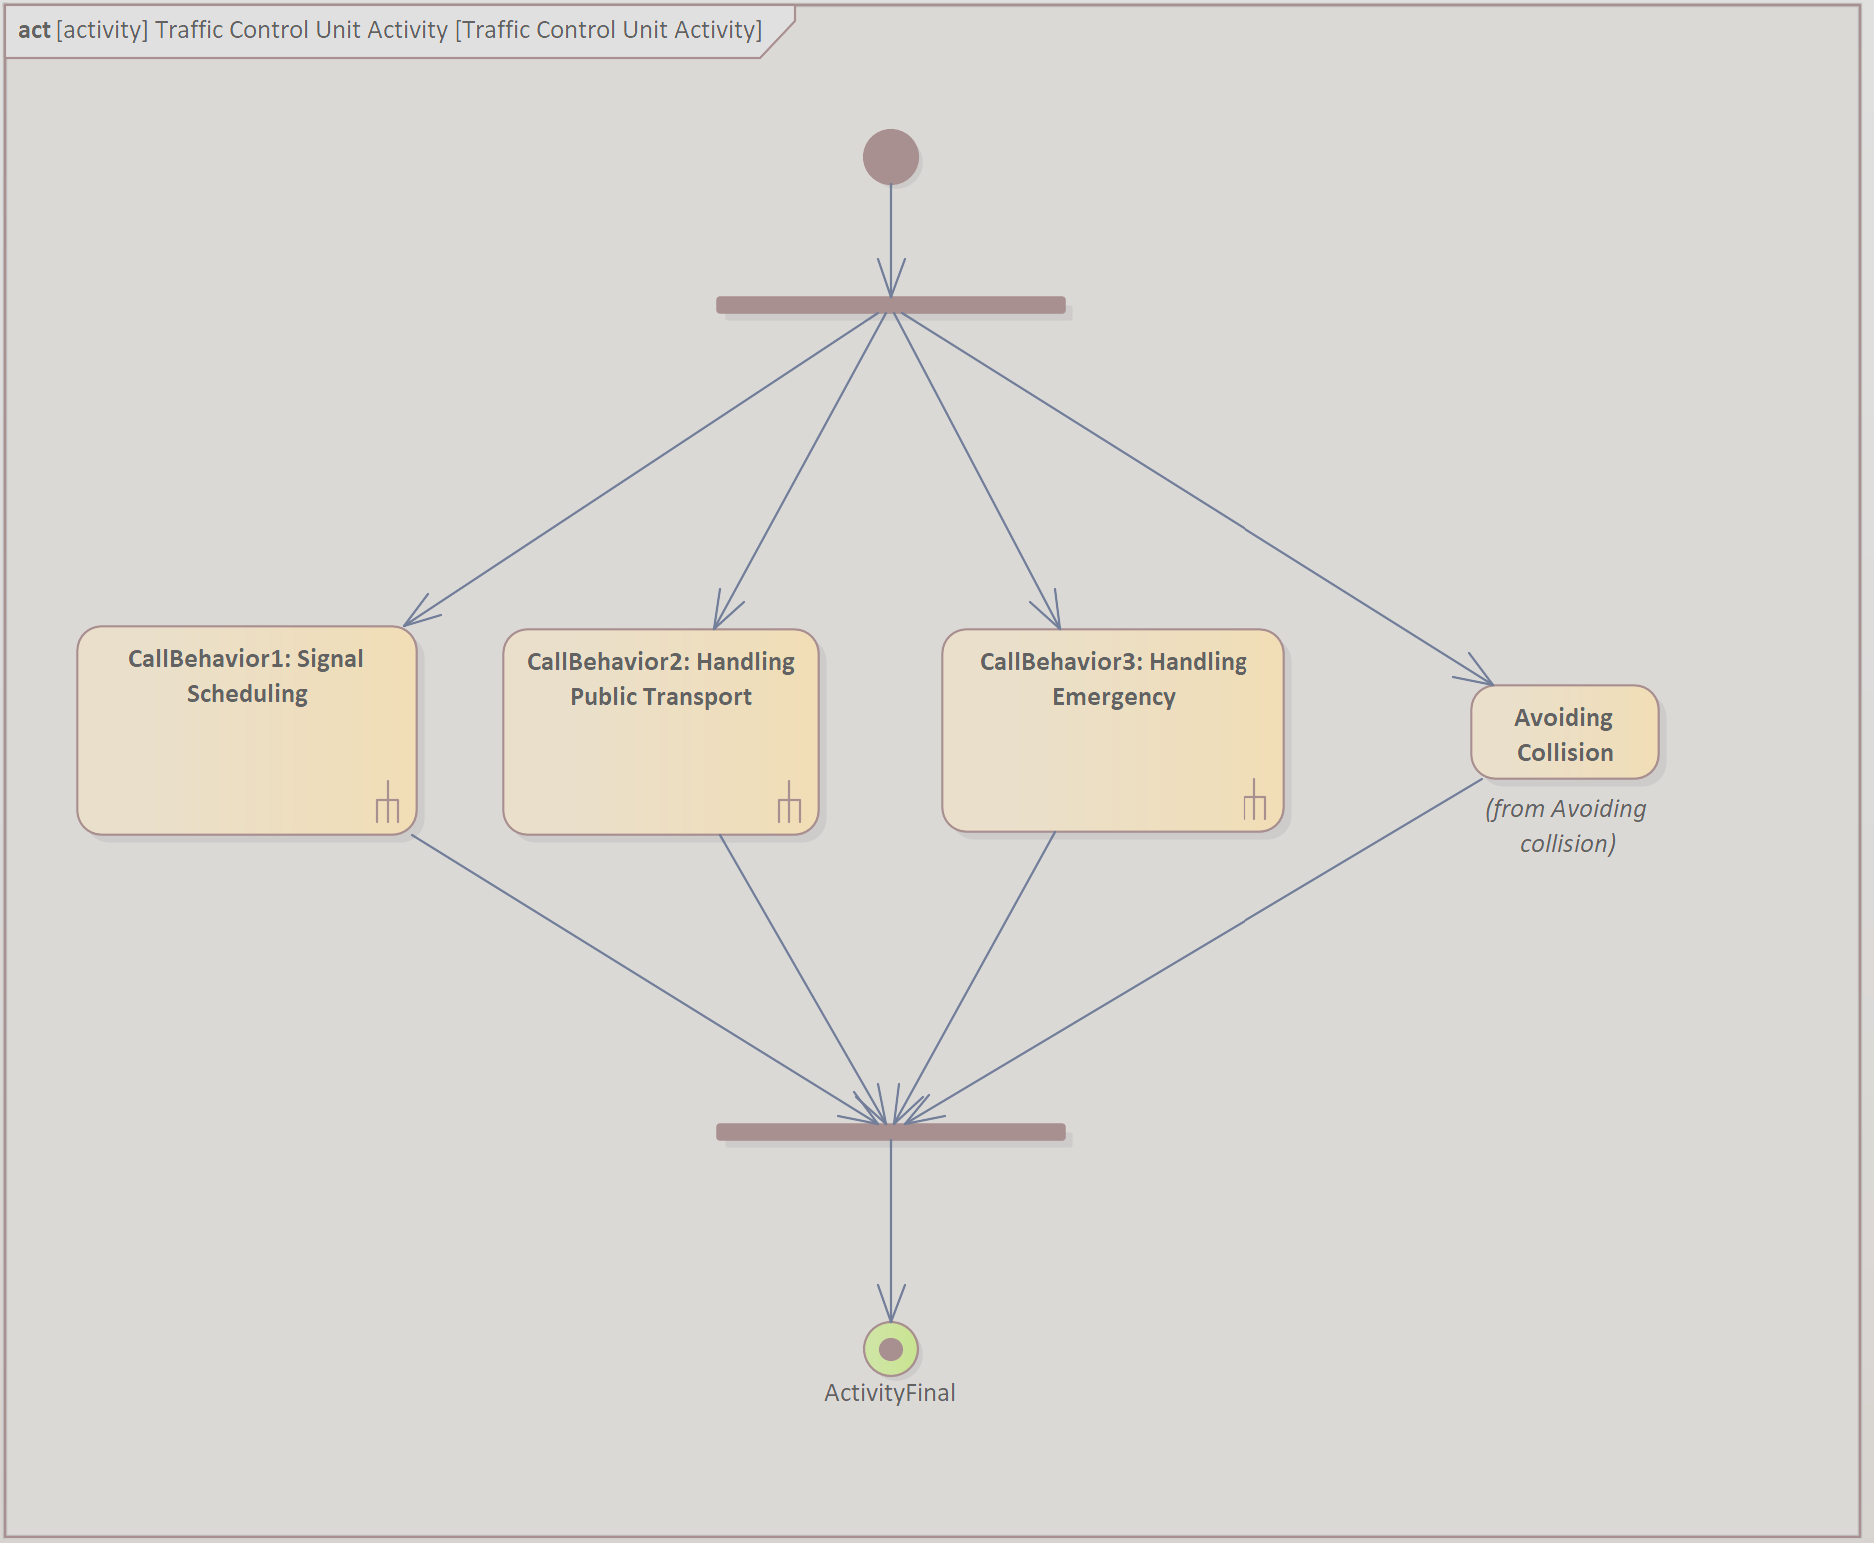 act [activity] Traffic Control Unit Activity [Traffic Control Unit Activity]
CallBehavior1: Signal
Scheduling
CallBehavior2: Handling
Public Transport
CallBehavior3: Handling
Emergency
Avoiding
Collision
(from Avoiding
collision)
ActivityFinal